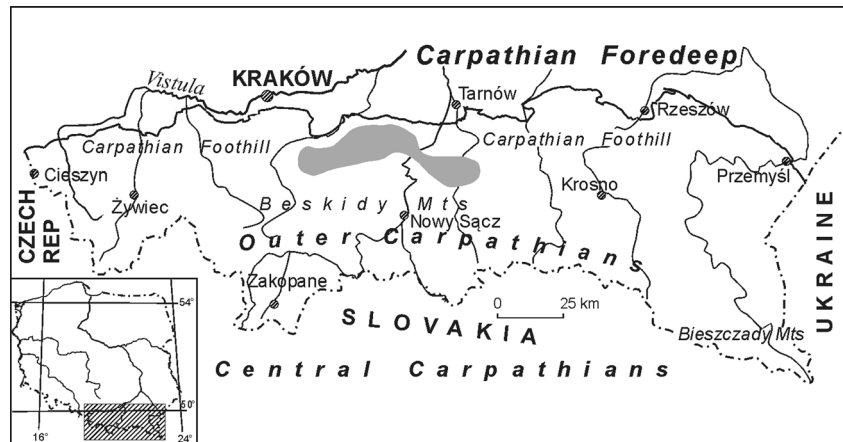 Carpathian Foredeep
Vistula
KRAKÓW
Tarnów
Rzeszów
Carpathian Foothill
Carpathian Foothill
Cieszyn
Przemyśl
Żywiec
Krosno
Beskidy Mts
Nowy Sącz
CZECH
REP
Outer Carpathians
UKRAINE
Zakopane
0 25 km
SLOVAKIA
Bieszczady Mts
Central Carpathians
54°
50°
16°
24°